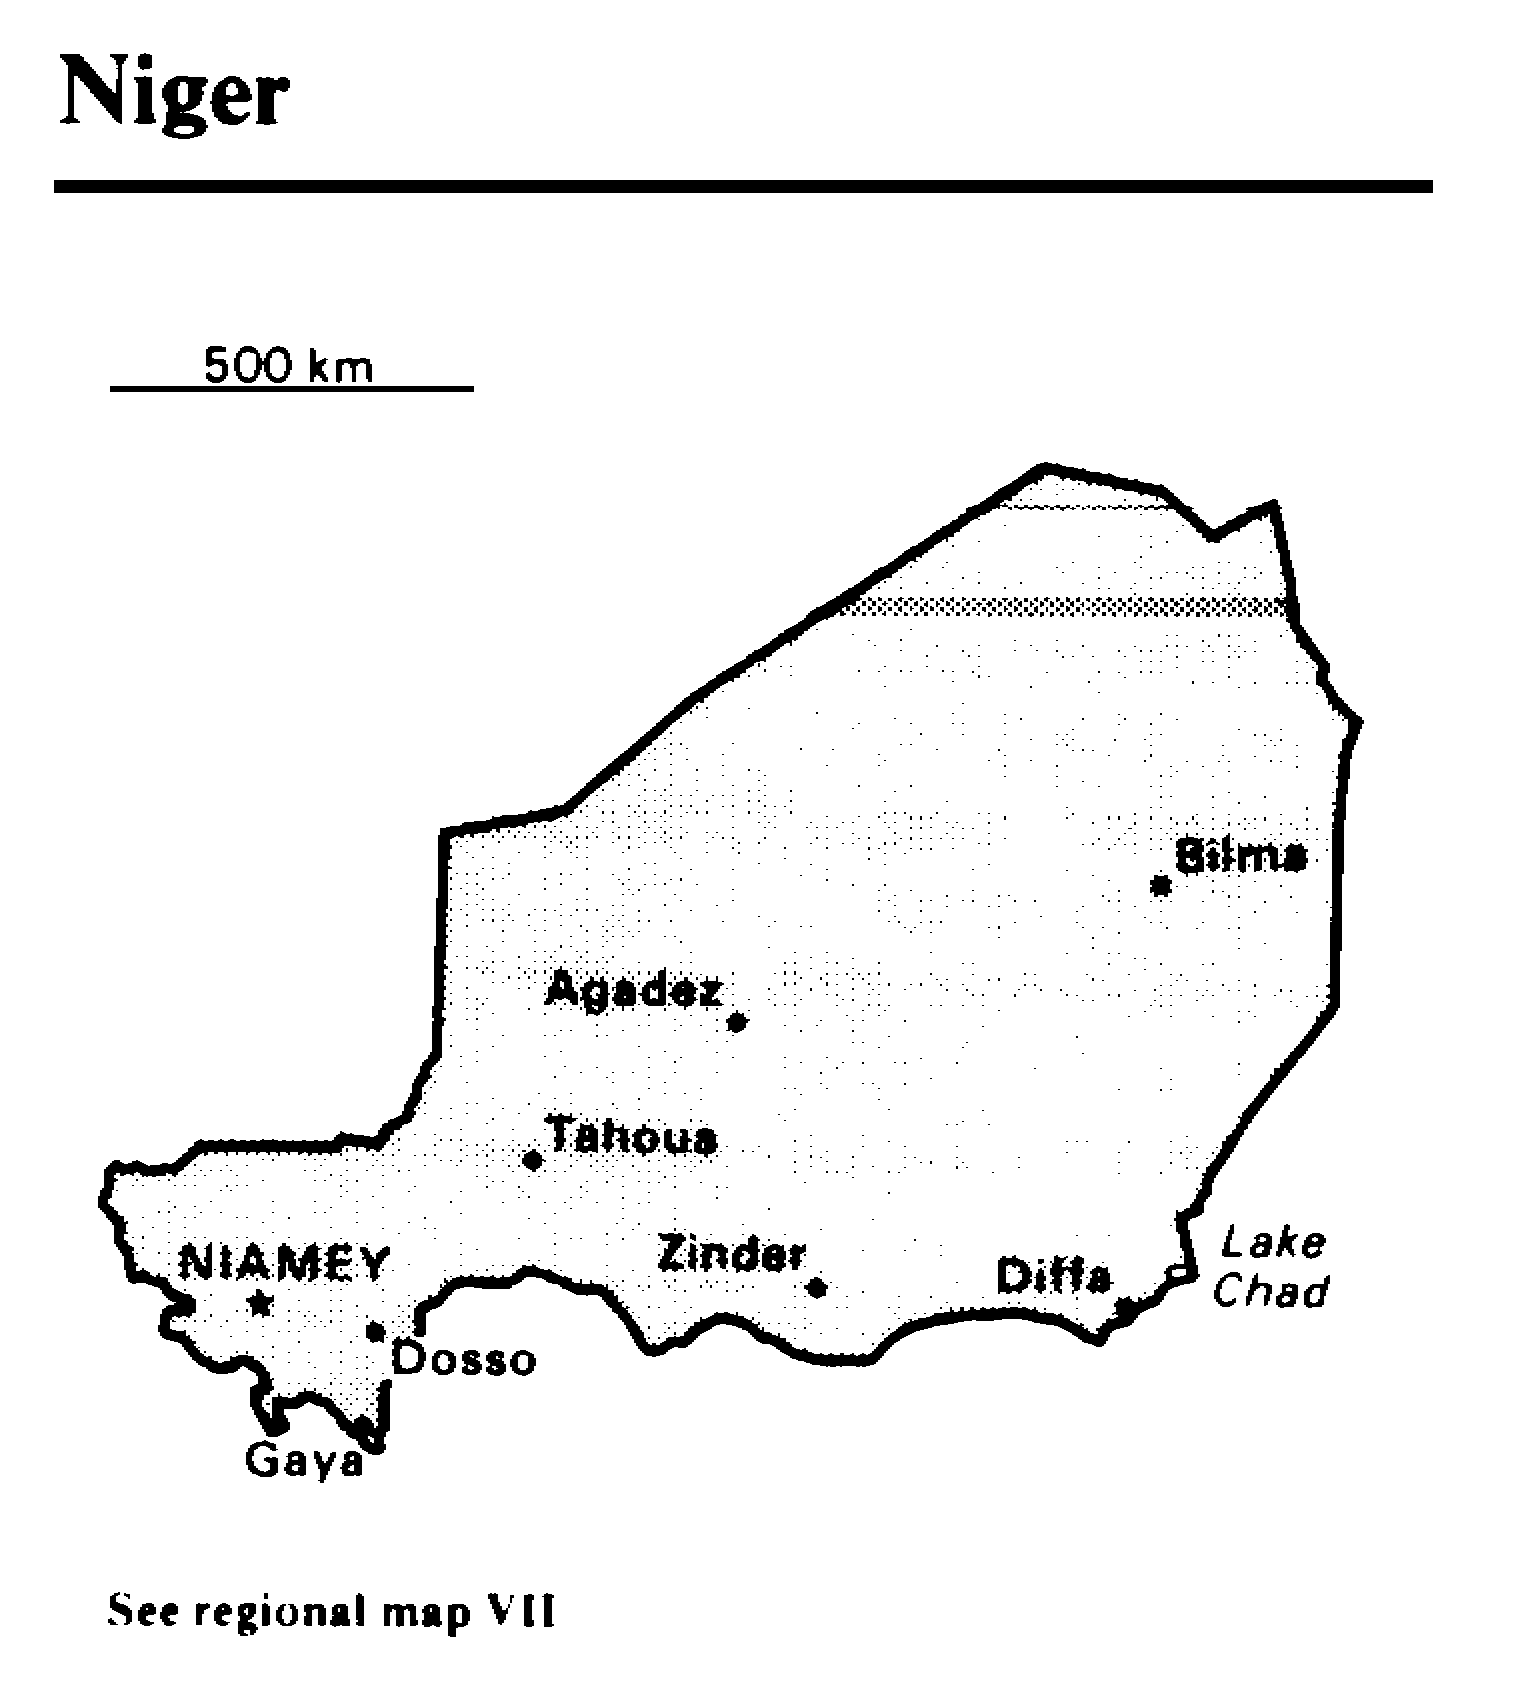 Niger
500 km
Bilma
Agadez
Tahoua
NIAMEY
Zinder
Diffa
Lake
Chad
Dosso
Gaya
See regional map VII